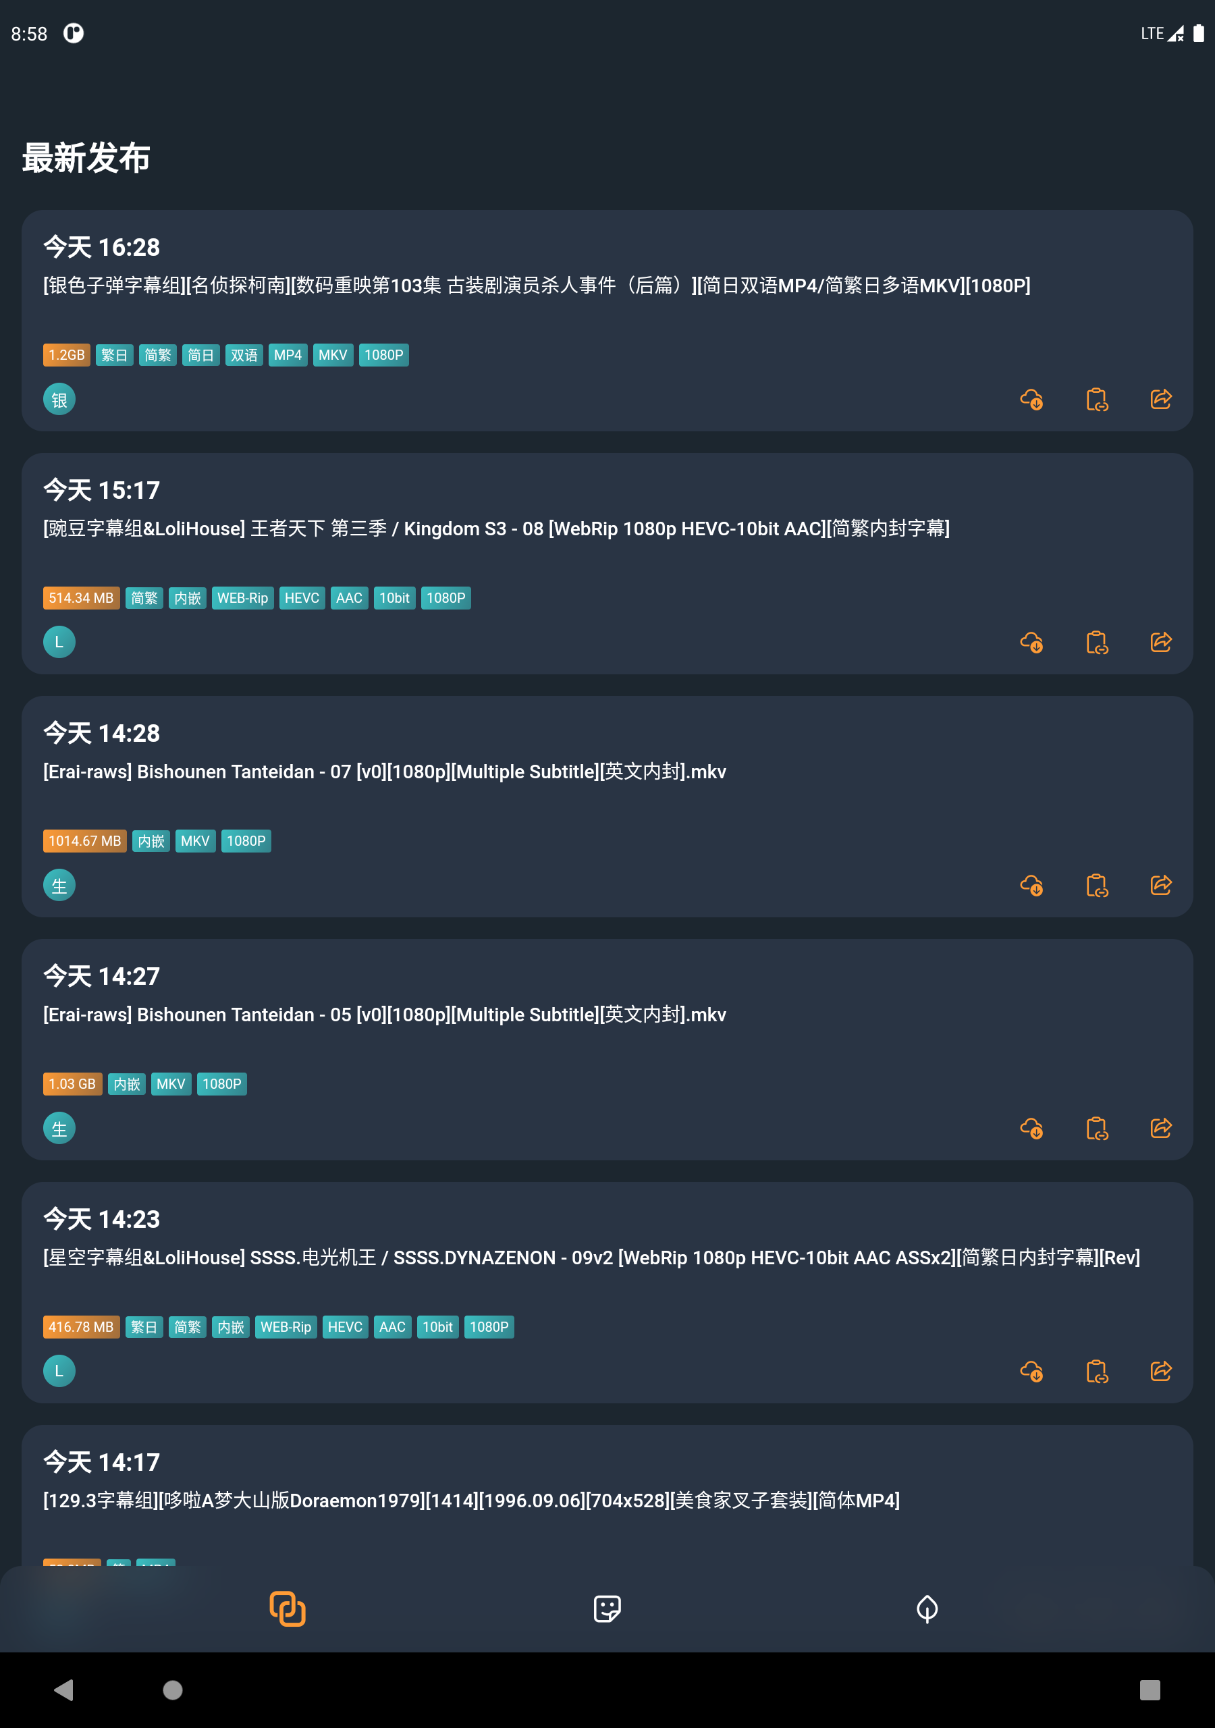 8:58
LTE
最新发布
今天 16:28
[银色子弹字幕组][名侦探柯南][数码重映第103集 古装剧演员杀人事件（后篇）][简日双语MP4/简繁日多语MKV][1080P]
1.2GB 繁日 简繁 简日 双语 MP4 MKV 1080P
银
今天 15:17
[豌豆字幕组&LoliHouse] 王者天下 第三季 / Kingdom S3 - 08 [WebRip 1080p HEVC-10bit AAC][简繁内封字幕]
514.34 MB 简繁 内嵌 WEB-Rip HEVC AAC 10bit 1080P
L
今天 14:28
[Erai-raws] Bishounen Tanteidan - 07 [v0][1080p][Multiple Subtitle][英文内封].mkv
1014.67 MB 内嵌 MKV 1080P
生
今天 14:27
[Erai-raws] Bishounen Tanteidan - 05 [v0][1080p][Multiple Subtitle][英文内封].mkv
1.03 GB 内嵌 MKV 1080P
生
今天 14:23
[星空字幕组&LoliHouse] SSSS.电光机王 / SSSS.DYNAZENON - 09v2 [WebRip 1080p HEVC-10bit AAC ASSx2][简繁日内封字幕][Rev]
416.78 MB 繁日 简繁 内嵌 WEB-Rip HEVC AAC 10bit 1080P
L
今天 14:17
[129.3字幕组][哆啦A梦大山版Doraemon1979][1414][1996.09.06][704x528][美食家叉子套装][简体MP4]